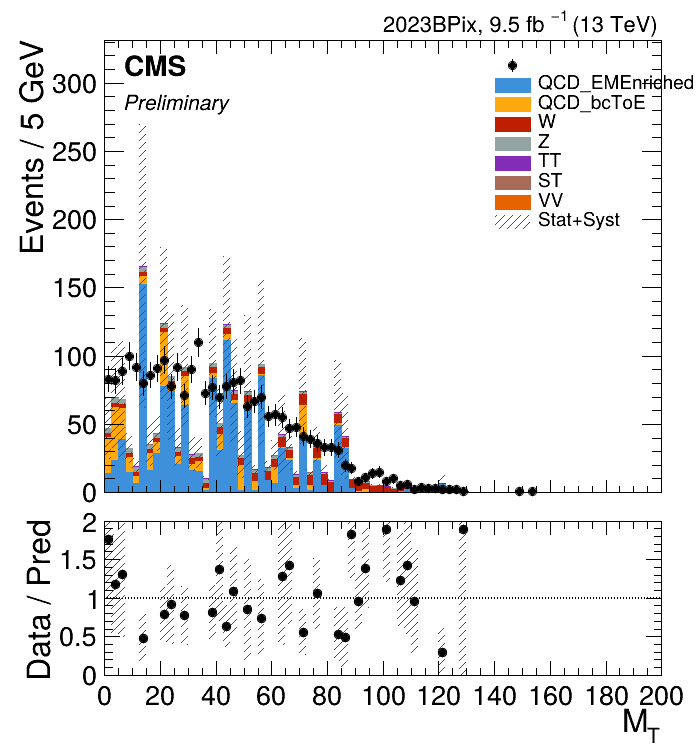 2023BPix, 9.5 fb⁻¹ (13 TeV)
CMS
Preliminary
QCD_EMEnriched
QCD_bcToE
W
Z
TT
ST
VV
Stat+Syst
Events / 5 GeV
300
250
200
150
100
50
0
Data / Pred
2
1.5
1
0.5
0
0 20 40 60 80 100 120 140 160 180 200
M_T